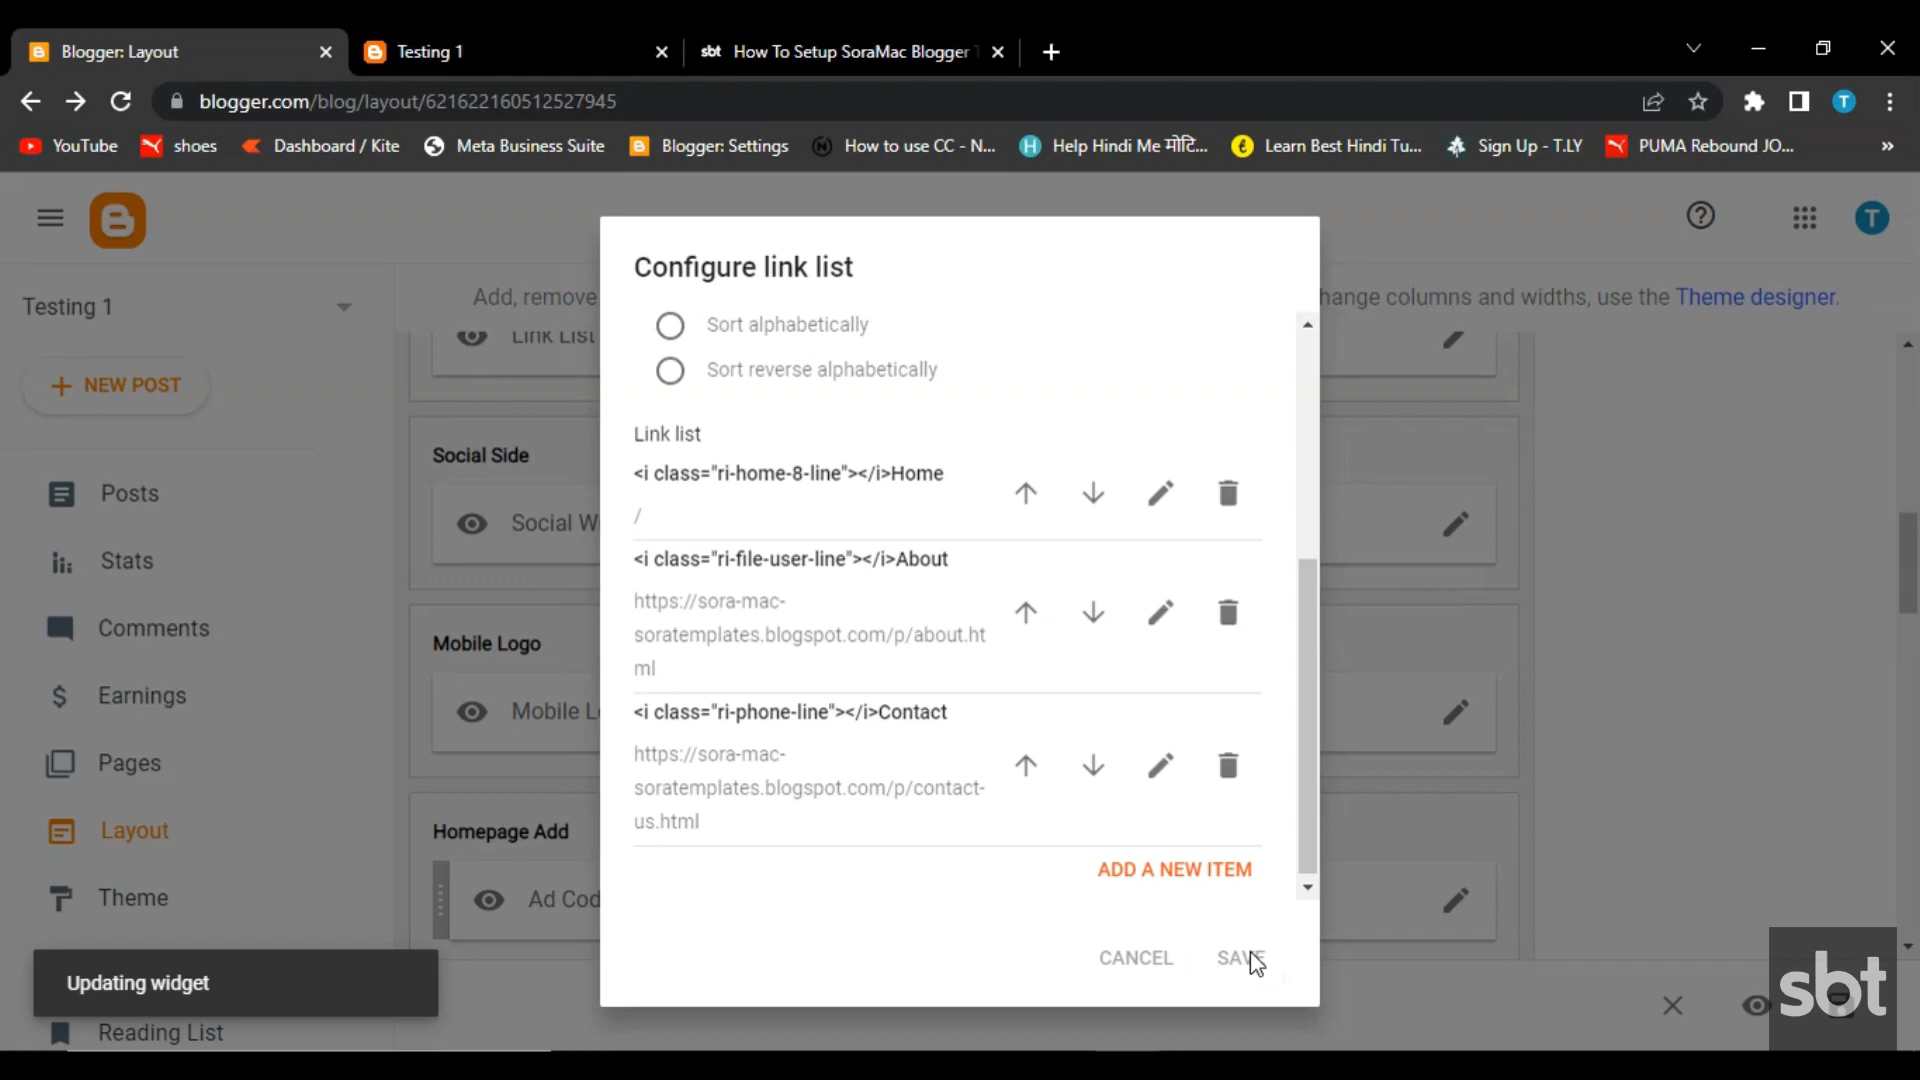 Blogger: Layout
Testing 1
sbt How To Setup SoraMac Blogger
blogger.com/blog/layout/621622160512527945
T
YouTube
shoes
Dashboard / Kite
Meta Business Suite
Blogger: Settings
How to use CC - N...
Help Hindi Me मोटि...
Learn Best Hindi Tu...
Sign Up - T.LY
PUMA Rebound JO...
»
T
Testing 1
Add, remove
hange columns and widths, use the Theme designer.
NEW POST
Posts
Stats
Comments
Earnings
Pages
Layout
Theme
Reading List
Link List
Social Side
Social W
Mobile Logo
Mobile L
Homepage Add
Ad Cod
Configure link list
Sort alphabetically
Sort reverse alphabetically
Link list
<i class="ri-home-8-line"></i>Home
/
<i class="ri-file-user-line"></i>About
https://sora-mac-
soratemplates.blogspot.com/p/about.ht
ml
<i class="ri-phone-line"></i>Contact
https://sora-mac-
soratemplates.blogspot.com/p/contact-
us.html
ADD A NEW ITEM
CANCEL
SAVE
Updating widget
sbt